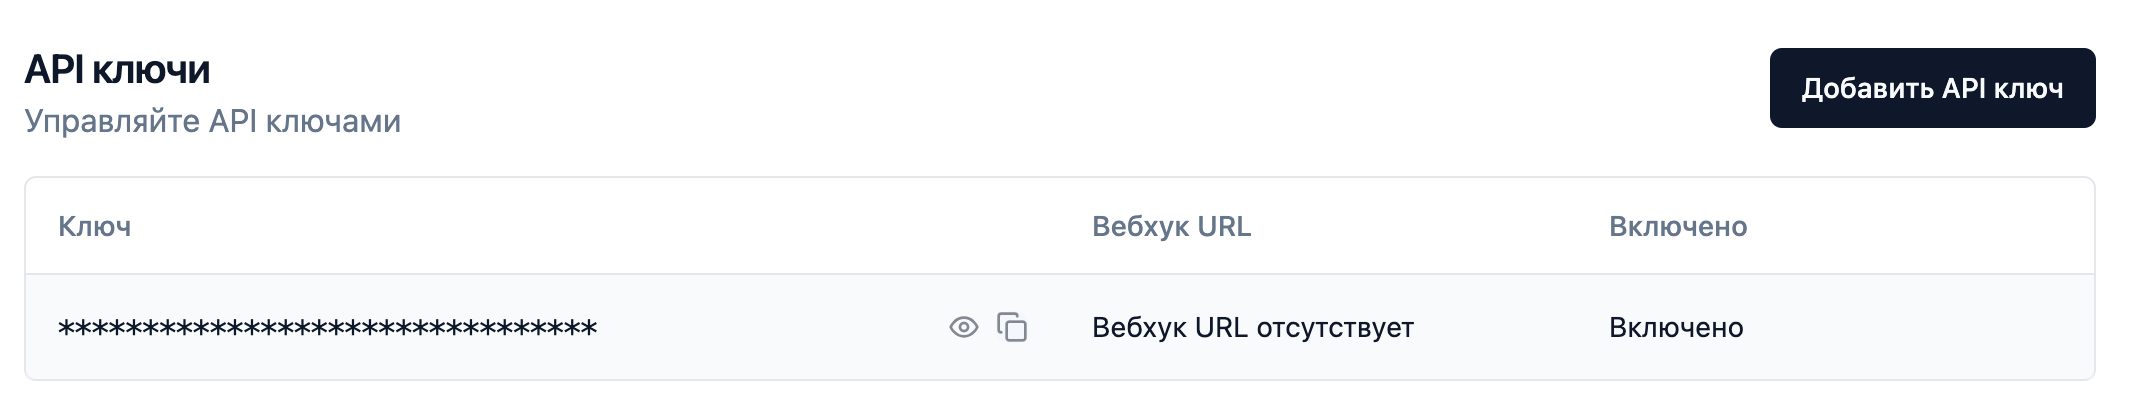 API ключи
Управляйте API ключами
Добавить API ключ
Ключ Вебхук URL Включено
******************************** Вебхук URL отсутствует Включено